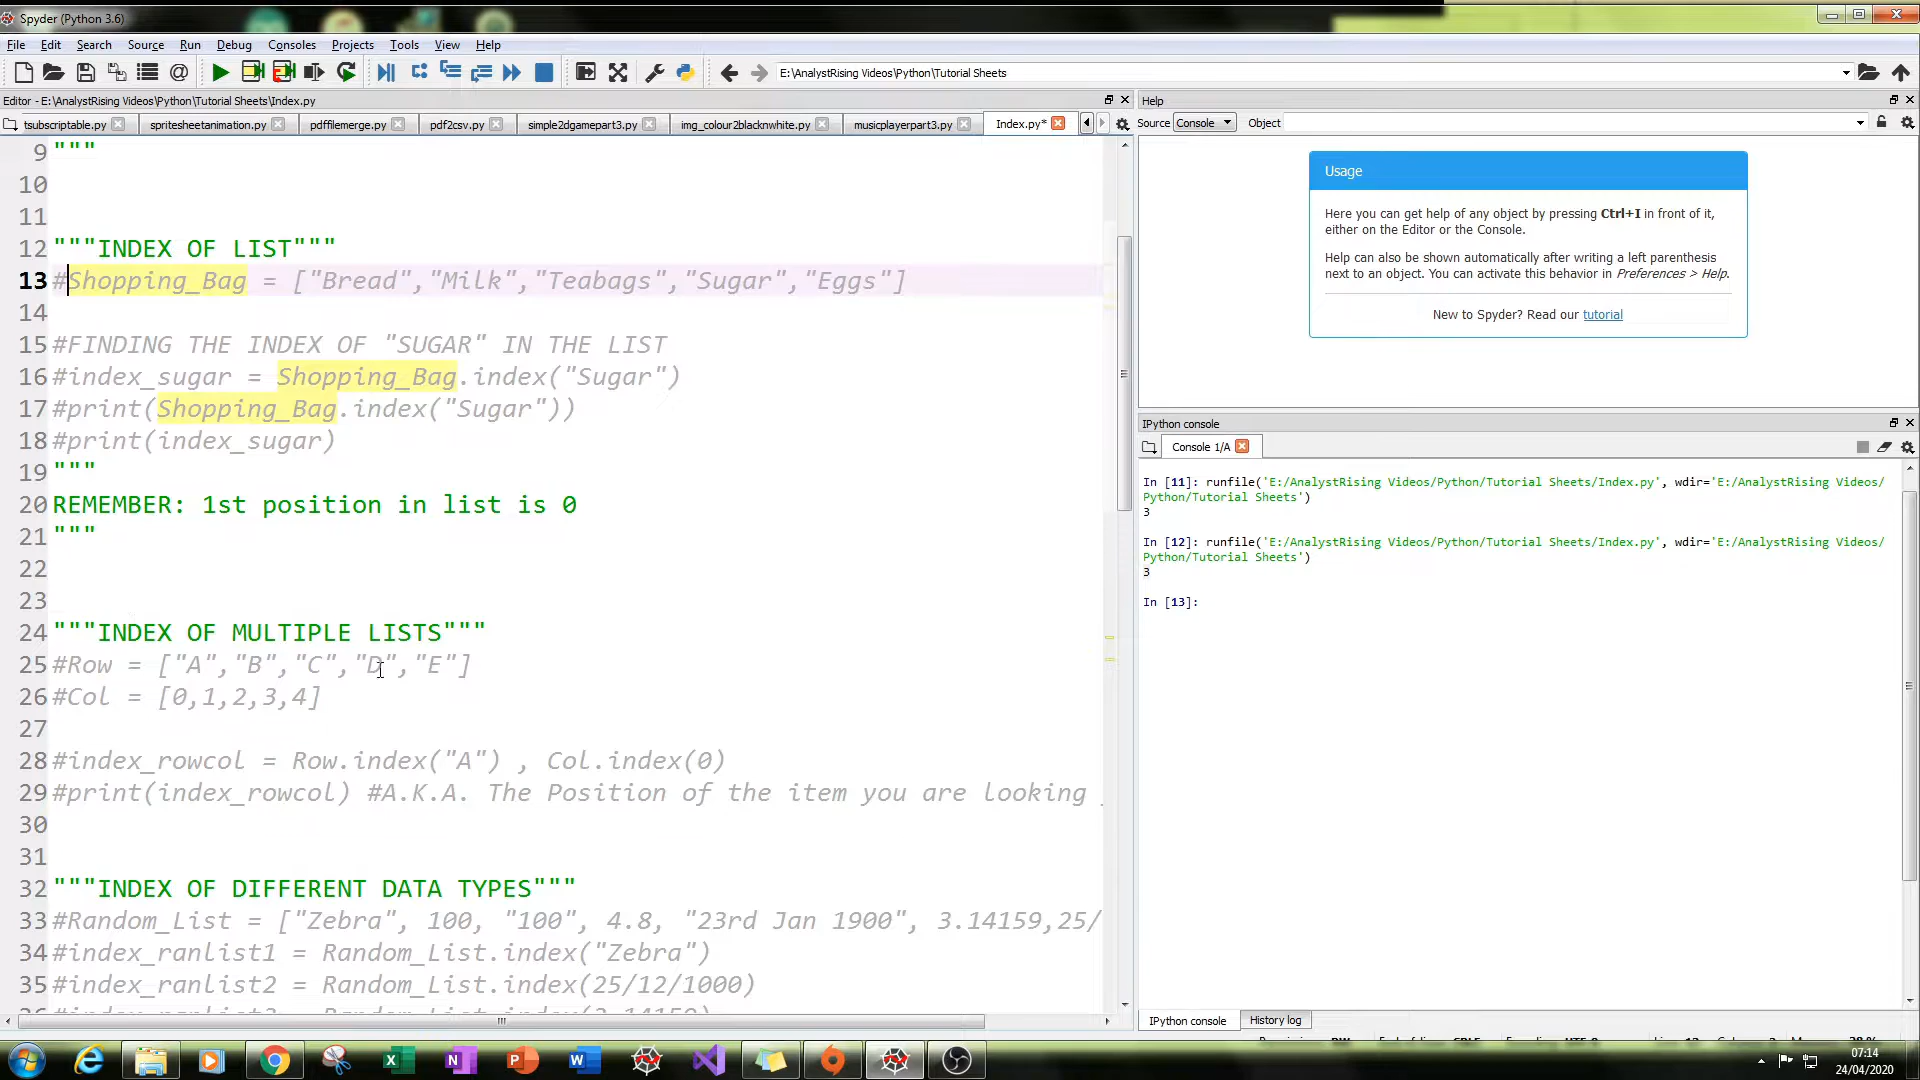 Spyder (Python 3.6)
File Edit Search Source Run Debug Consoles Projects Tools View Help
E:\AnalystRising Videos\Python\Tutorial Sheets
Editor - E:\AnalystRising Videos\Python\Tutorial Sheets\Index.py
tsubscriptable.py spritesheetanimation.py pdffilemerge.py pdf2csv.py simple2dgamepart3.py img_colour2blacknwhite.py musicplayerpart3.py Index.py*
9 """
10
11
12 """INDEX OF LIST"""
13 #Shopping_Bag = ["Bread","Milk","Teabags","Sugar","Eggs"]
14
15 #FINDING THE INDEX OF "SUGAR" IN THE LIST
16 #index_sugar = Shopping_Bag.index("Sugar")
17 #print(Shopping_Bag.index("Sugar"))
18 #print(index_sugar)
19 """
20 REMEMBER: 1st position in list is 0
21 """
22
23
24 """INDEX OF MULTIPLE LISTS"""
25 #Row = ["A","B","C","D","E"]
26 #Col = [0,1,2,3,4]
27
28 #index_rowcol = Row.index("A") , Col.index(0)
29 #print(index_rowcol) #A.K.A. The Position of the item you are looking
30
31
32 """INDEX OF DIFFERENT DATA TYPES"""
33 #Random_List = ["Zebra", 100, "100", 4.8, "23rd Jan 1900", 3.14159,25/
34 #index_ranlist1 = Random_List.index("Zebra")
35 #index_ranlist2 = Random_List.index(25/12/1000)
Help
Source Console Object
Usage
Here you can get help of any object by pressing Ctrl+I in front of it,
either on the Editor or the Console.
Help can also be shown automatically after writing a left parenthesis
next to an object. You can activate this behavior in Preferences > Help.
New to Spyder? Read our tutorial
IPython console
Console 1/A
In [11]: runfile('E:/AnalystRising Videos/Python/Tutorial Sheets/Index.py', wdir='E:/AnalystRising Videos/
Python/Tutorial Sheets')
3
In [12]: runfile('E:/AnalystRising Videos/Python/Tutorial Sheets/Index.py', wdir='E:/AnalystRising Videos/
Python/Tutorial Sheets')
3
In [13]:
IPython console History log
07:14
24/04/2020